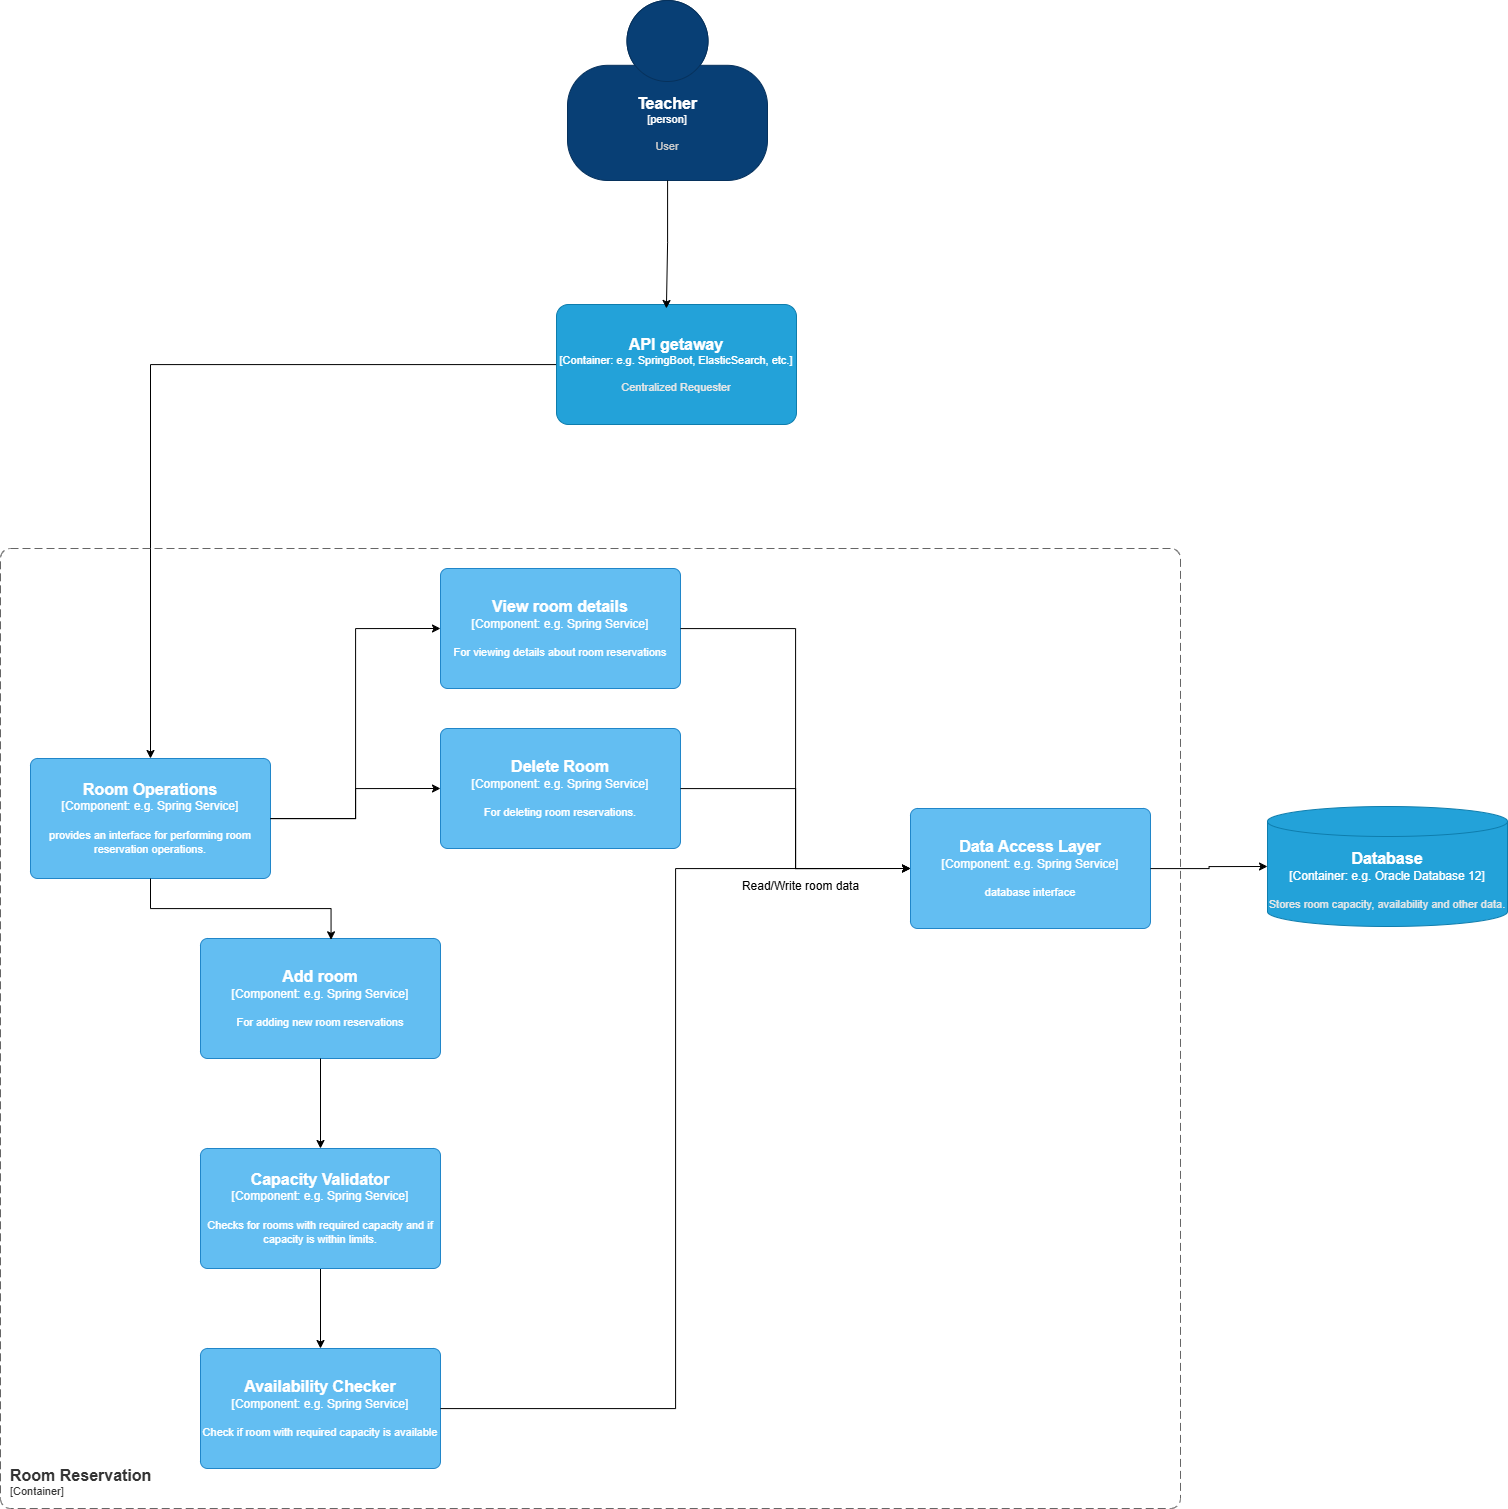 Teacher
[person]
User
API getaway
[Container: e.g. SpringBoot, ElasticSearch, etc.]
Centralized Requester
View room details
[Component: e.g. Spring Service]
For viewing details about room reservations
Delete Room
[Component: e.g. Spring Service]
For deleting room reservations.
Room Operations
[Component: e.g. Spring Service]
provides an interface for performing room
reservation operations.
Data Access Layer
[Component: e.g. Spring Service]
database interface
Database
[Container: e.g. Oracle Database 12]
Stores room capacity, availability and other data.
Read/Write room data
Add room
[Component: e.g. Spring Service]
For adding new room reservations
Capacity Validator
[Component: e.g. Spring Service]
Checks for rooms with required capacity and if
capacity is within limits.
Availability Checker
[Component: e.g. Spring Service]
Check if room with required capacity is available
Room Reservation
[Container]